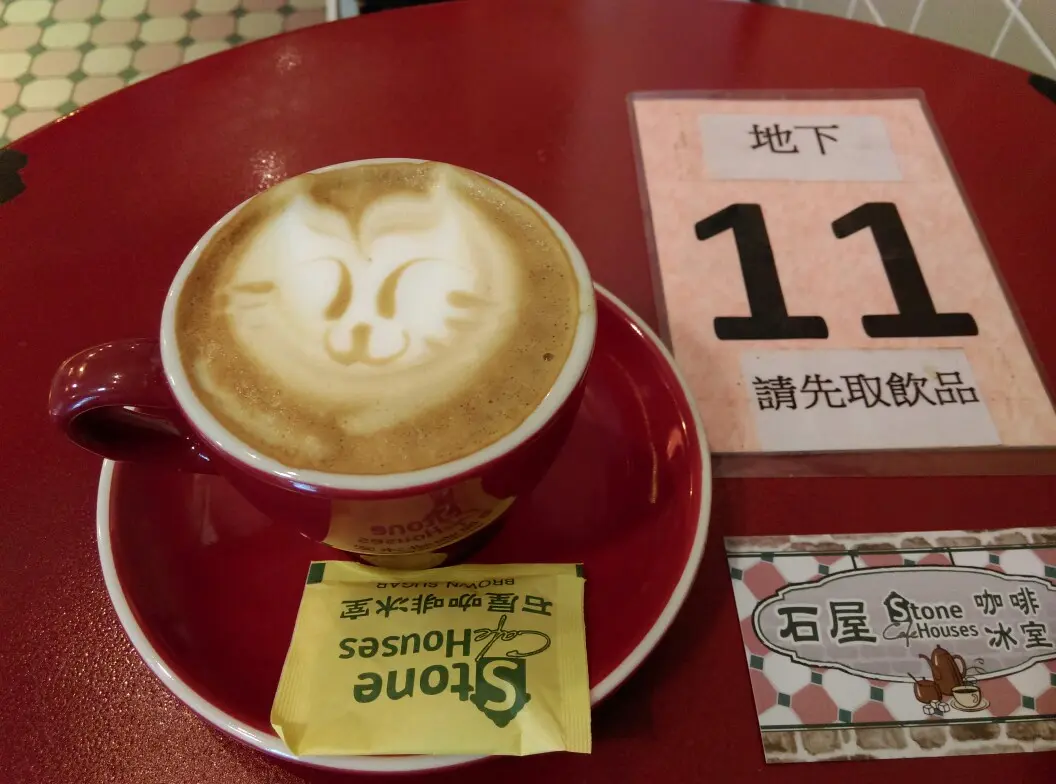 地下
11
請先取飲品
石屋 Stone 咖啡
Cafe Houses 冰室
BROWN SUGAR
石屋咖啡冰室
Cafe Houses
Stone